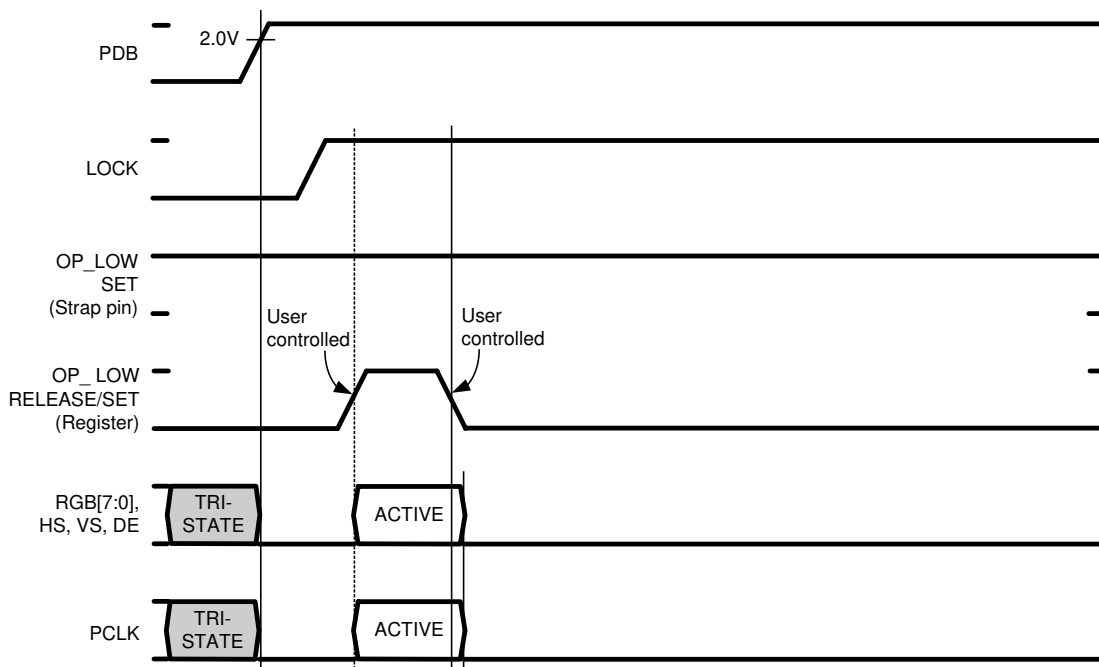 2.0V
PDB
LOCK
OP_LOW
SET
(Strap pin)
User
controlled
User
controlled
OP_ LOW
RELEASE/SET
(Register)
RGB[7:0],
HS, VS, DE
TRI-
STATE
ACTIVE
PCLK
TRI-
STATE
ACTIVE